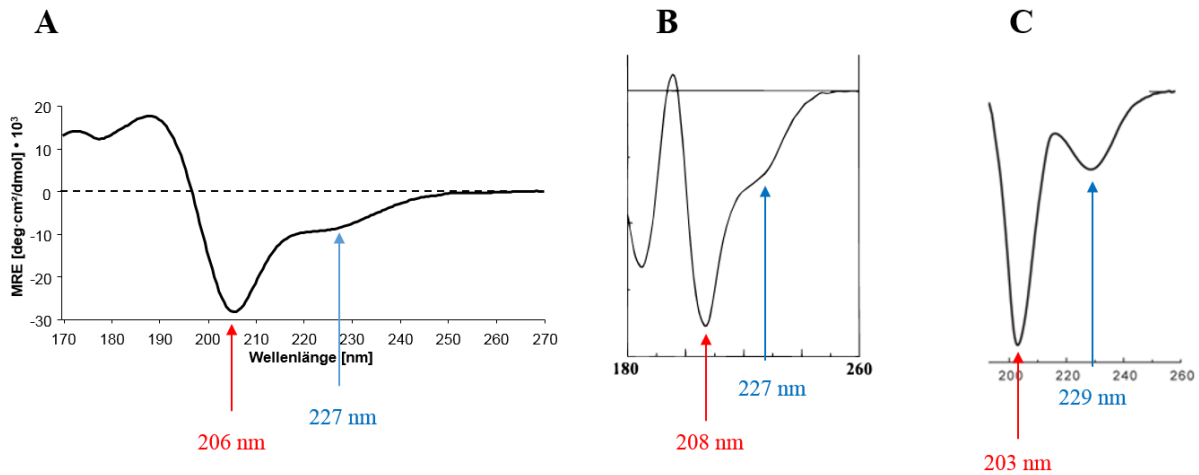 A
B
C
MRE [deg·cm²/dmol] • 10³
20
10
0
-10
-20
-30
170 180 190 200 210 220 230 240 250 260 270
Wellenlänge [nm]
206 nm
227 nm
180 260
208 nm
227 nm
200 220 240 260
203 nm
229 nm